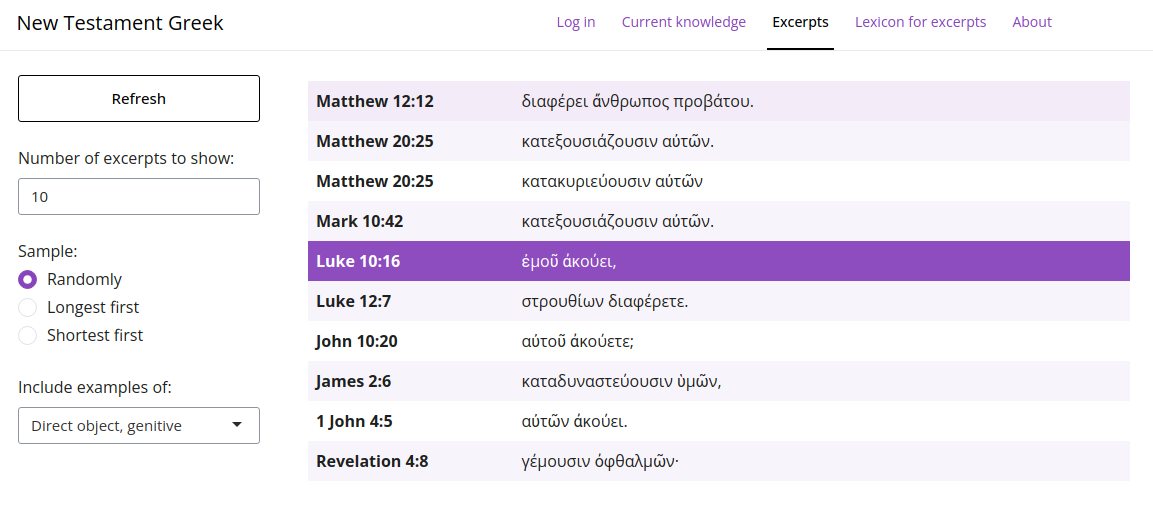 New Testament Greek
Log in Current knowledge Excerpts Lexicon for excerpts About
Refresh
Number of excerpts to show:
10
Sample:
Randomly
Longest first
Shortest first
Include examples of:
Direct object, genitive
Matthew 12:12 διαφέρει ἄνθρωπος προβάτου.
Matthew 20:25 κατεξουσιάζουσιν αὐτῶν.
Matthew 20:25 κατακυριεύουσιν αὐτῶν
Mark 10:42 κατεξουσιάζουσιν αὐτῶν.
Luke 10:16 ἐμοῦ ἀκούει,
Luke 12:7 στρουθίων διαφέρετε.
John 10:20 αὐτοῦ ἀκούετε;
James 2:6 καταδυναστεύουσιν ὑμῶν,
1 John 4:5 αὐτῶν ἀκούει.
Revelation 4:8 γέμουσιν ὀφθαλμῶν·